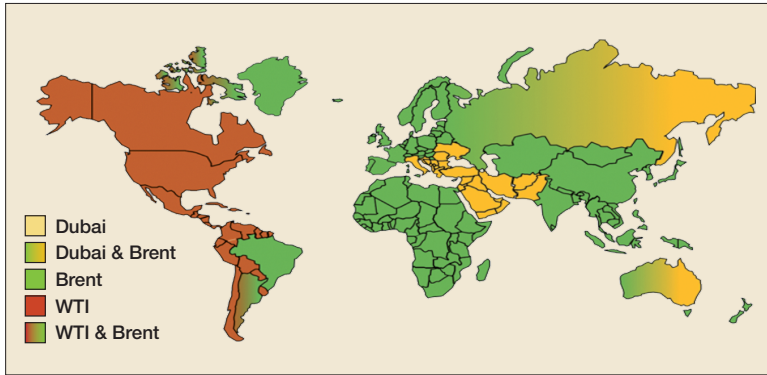 Dubai
Dubai & Brent
Brent
WTI
WTI & Brent